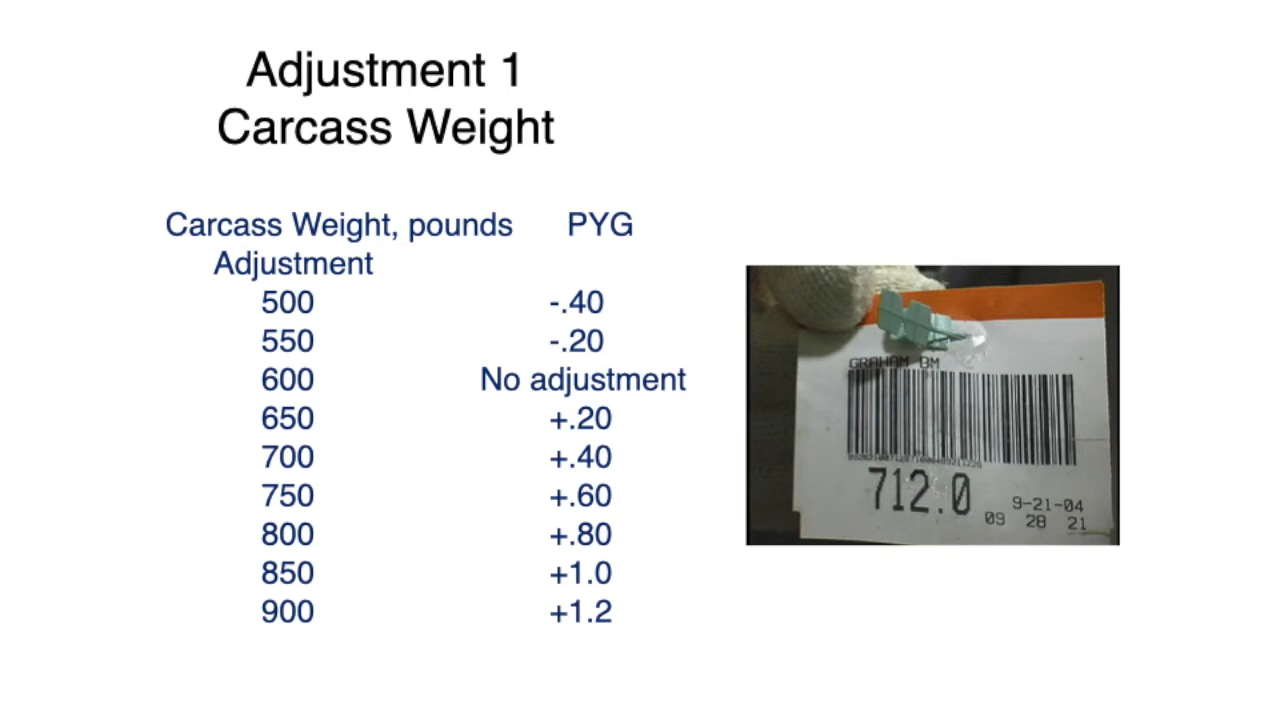 Adjustment 1
Carcass Weight
Carcass Weight, pounds PYG
Adjustment
500 -.40
550 -.20
600 No adjustment
650 +.20
700 +.40
750 +.60
800 +.80
850 +1.0
900 +1.2
GRAHAM BM
712.0
9-21-04
09 28 21